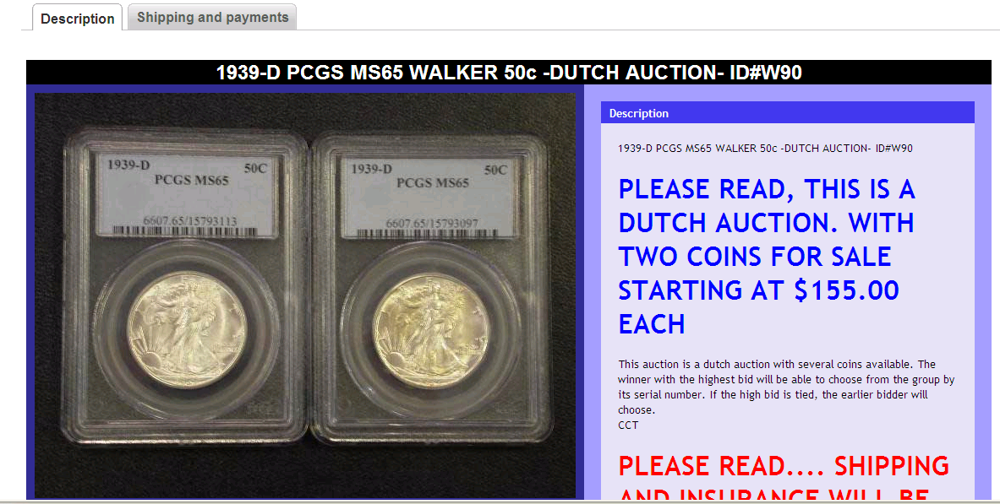 Description
Shipping and payments
1939-D PCGS MS65 WALKER 50c -DUTCH AUCTION- ID#W90
1939-D
50C
PCGS MS65
6607.65/15793113
1939-D
50C
PCGS MS65
6607.65/15793097
Description
1939-D PCGS MS65 WALKER 50c -DUTCH AUCTION- ID#W90
PLEASE READ, THIS IS A
DUTCH AUCTION. WITH
TWO COINS FOR SALE
STARTING AT $155.00
EACH
This auction is a dutch auction with several coins available. The
winner with the highest bid will be able to choose from the group by
its serial number. If the high bid is tied, the earlier bidder will
choose.
CCT
PLEASE READ.... SHIPPING
AND INSURANCE WILL BE